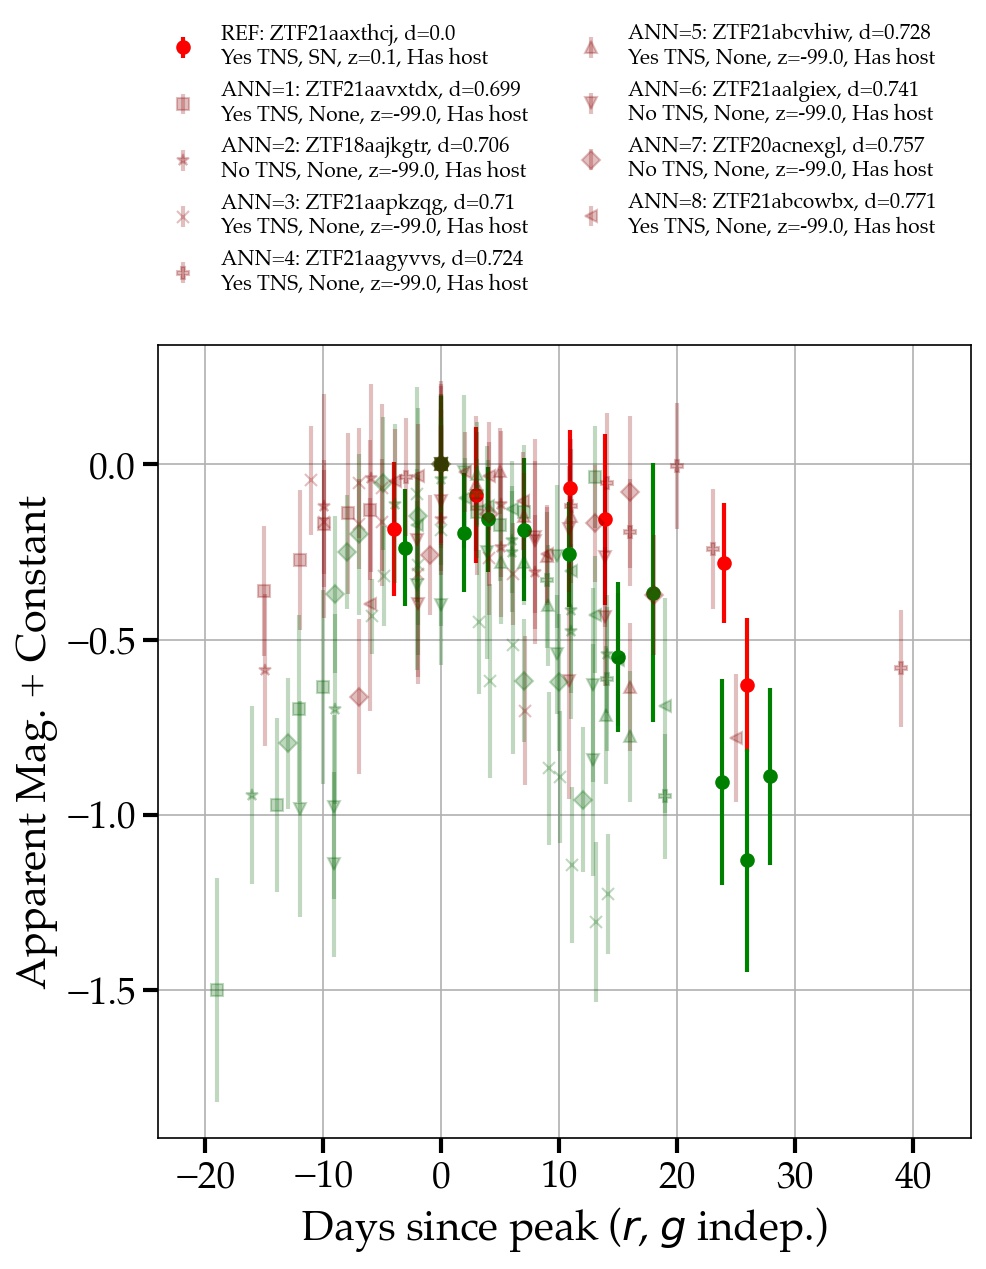 REF: ZTF21aaxthcj, d=0.0
Yes TNS, SN, z=0.1, Has host
ANN=1: ZTF21aavxtdx, d=0.699
Yes TNS, None, z=-99.0, Has host
ANN=2: ZTF18aajkgtr, d=0.706
No TNS, None, z=-99.0, Has host
ANN=3: ZTF21aapkzqg, d=0.71
Yes TNS, None, z=-99.0, Has host
ANN=4: ZTF21aagyvvs, d=0.724
Yes TNS, None, z=-99.0, Has host
ANN=5: ZTF21abcvhiw, d=0.728
Yes TNS, None, z=-99.0, Has host
ANN=6: ZTF21aalgiex, d=0.741
No TNS, None, z=-99.0, Has host
ANN=7: ZTF20acnexgl, d=0.757
No TNS, None, z=-99.0, Has host
ANN=8: ZTF21abcowbx, d=0.771
Yes TNS, None, z=-99.0, Has host
Apparent Mag. + Constant
0.0
−0.5
−1.0
−1.5
−20 −10 0 10 20 30 40
Days since peak (r, g indep.)